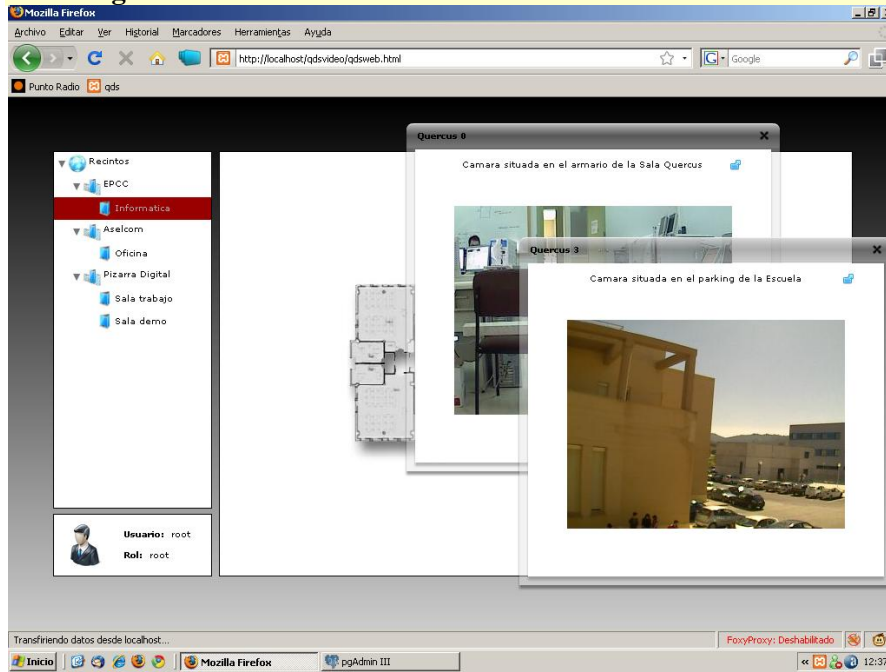 Mozilla Firefox
Archivo Editar Ver Historial Marcadores Herramientas Ayuda
http://localhost/qdsvideo/qdsweb.html
Google
Punto Radio qds
Quercus 0
Camara situada en el armario de la Sala Quercus
Quercus 3
Camara situada en el parking de la Escuela
Recintos
EPCC
Informatica
Aselcom
Oficina
Pizarra Digital
Sala trabajo
Sala demo
Usuario: root
Rol: root
Transfiriendo datos desde localhost...
FoxyProxy: Deshabilitado
Inicio
Mozilla Firefox
pgAdmin III
12:37